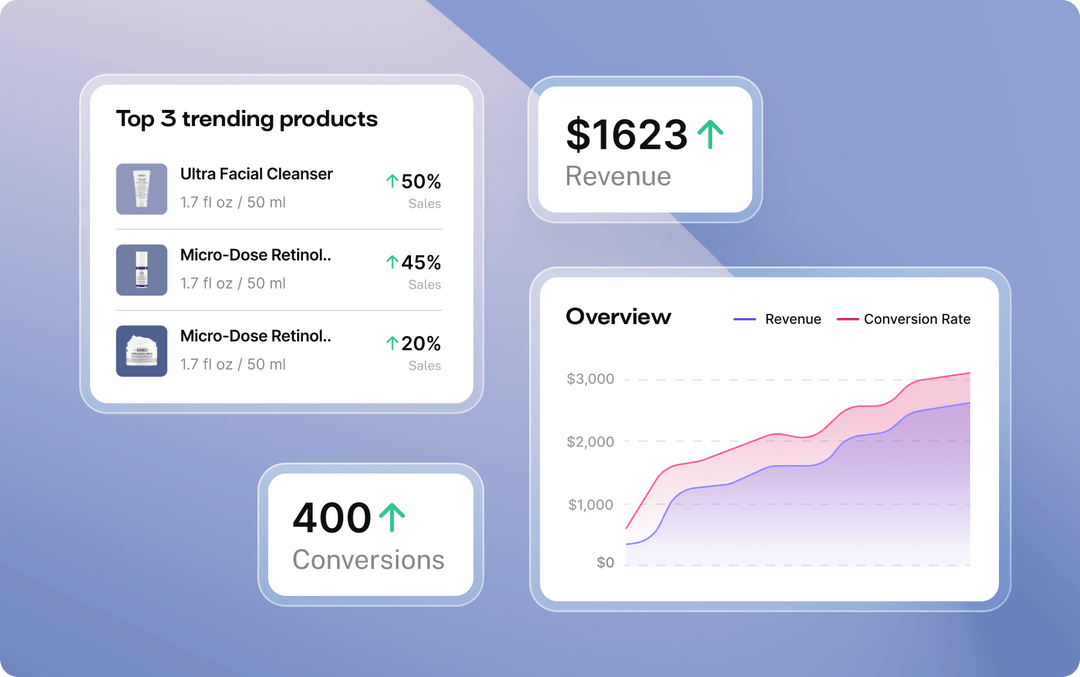 Top 3 trending products
Ultra Facial Cleanser
1.7 fl oz / 50 ml
↑50%
Sales
Micro-Dose Retinol..
1.7 fl oz / 50 ml
↑45%
Sales
Micro-Dose Retinol..
1.7 fl oz / 50 ml
↑20%
Sales
$1623↑
Revenue
400↑
Conversions
Overview
Revenue
Conversion Rate
$3,000
$2,000
$1,000
$0